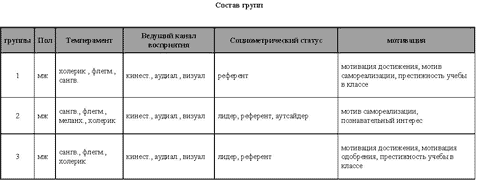 Состав групп
группы Пол Темперамент Ведущий канал восприятия Социометрический статус мотивация
1 мж холерик , флегм., сангв. кинест., аудиал , визуал референт мотивация достижения, мотив самореализации, престижность учебы в классе
2 мж сангв., флегм., меланх., холерик кинест., аудиал , визуал лидер, референт, аутсайдер мотив самореализации, познавательный интерес
3 мж сангв., флегм., холерик кинест., аудиал , визуал лидер, референт мотивация достижения, мотивация одобрения, престижность учебы в классе